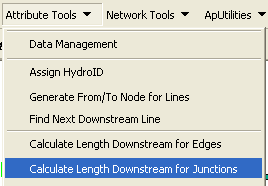 Attribute Tools Network Tools ApUtilities
Data Management
Assign HydroID
Generate From/To Node for Lines
Find Next Downstream Line
Calculate Length Downstream for Edges
Calculate Length Downstream for Junctions